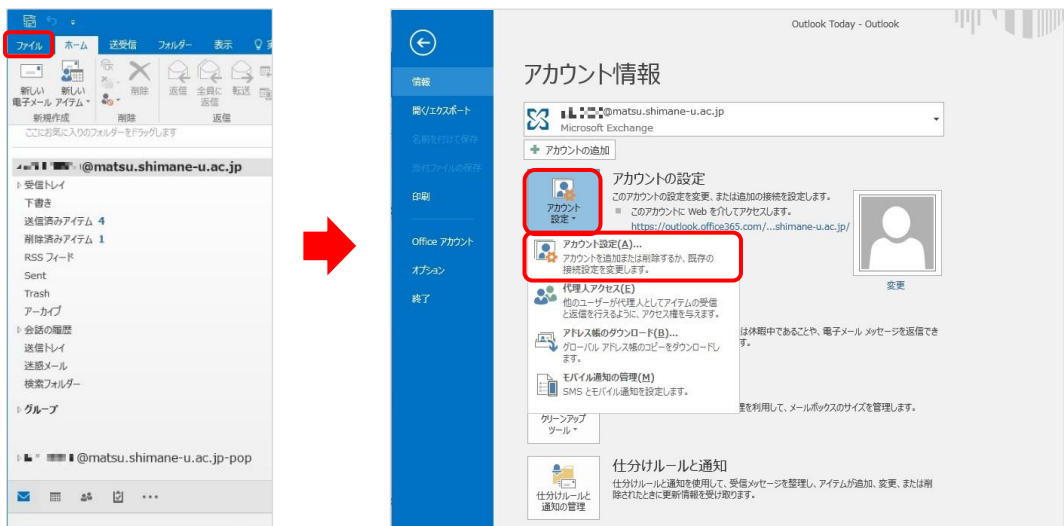 ファイル ホーム 送受信 フォルダー 表示
新しい 新しい 削除 返信 全員に 転送
電子メール アイテム 返信
新規作成 削除 返信
ここにお気に入りのフォルダーをドラッグします
@matsu.shimane-u.ac.jp
受信トレイ
下書き
送信済みアイテム 4
削除済みアイテム 1
RSS フィード
Sent
Trash
アーカイブ
会話の履歴
送信トレイ
迷惑メール
検索フォルダー
グループ
@matsu.shimane-u.ac.jp-pop
Outlook Today - Outlook
情報
開く/エクスポート
名前を付けて保存
添付ファイルの保存
印刷
Office アカウント
オプション
終了
アカウント情報
@matsu.shimane-u.ac.jp
Microsoft Exchange
アカウントの追加
アカウント
設定
アカウントの設定
このアカウントの設定を変更、または追加の接続を設定します。
このアカウントに Web を介してアクセスします。
https://outlook.office365.com/...shimane-u.ac.jp/
変更
アカウント設定(A)...
アカウントを追加または削除するか、既存の
接続設定を変更します。
代理人アクセス(E)
他のユーザーが代理人としてアイテムの受信
と返信を行えるように、アクセス権を与えます。
アドレス帳のダウンロード(B)...
グローバル アドレス帳のコピーをダウンロードし
ます。
モバイル通知の管理(M)
SMS とモバイル通知を設定します。
は休暇中であることや、電子メール メッセージを返信でき
す。
理を利用して、メールボックスのサイズを管理します。
クリーンアップ
ツール
仕分けルールと
通知の管理
仕分けルールと通知
仕分けルールと通知を使用して、受信メッセージを整理し、アイテムが追加、変更、または削
除されたときに更新情報を受け取ります。